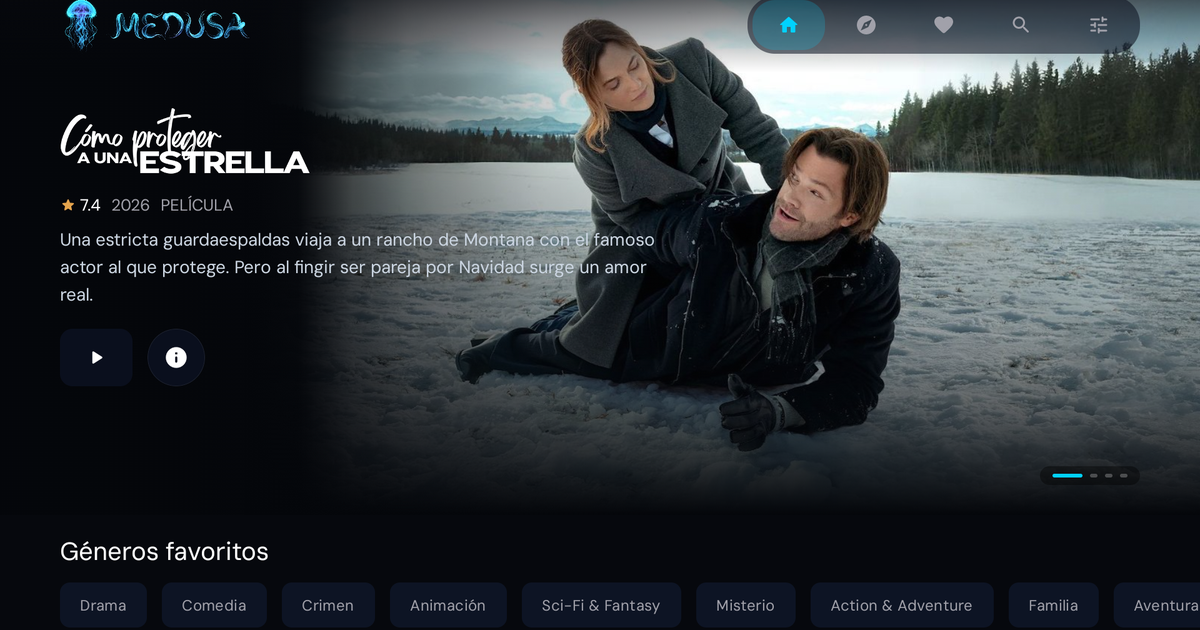 MEDUSA
Cómo proteger
A UNA ESTRELLA
7.4 2026 PELÍCULA
Una estricta guardaespaldas viaja a un rancho de Montana con el famoso
actor al que protege. Pero al fingir ser pareja por Navidad surge un amor
real.
Géneros favoritos
Drama Comedia Crimen Animación Sci-Fi & Fantasy Misterio Action & Adventure Familia Aventura